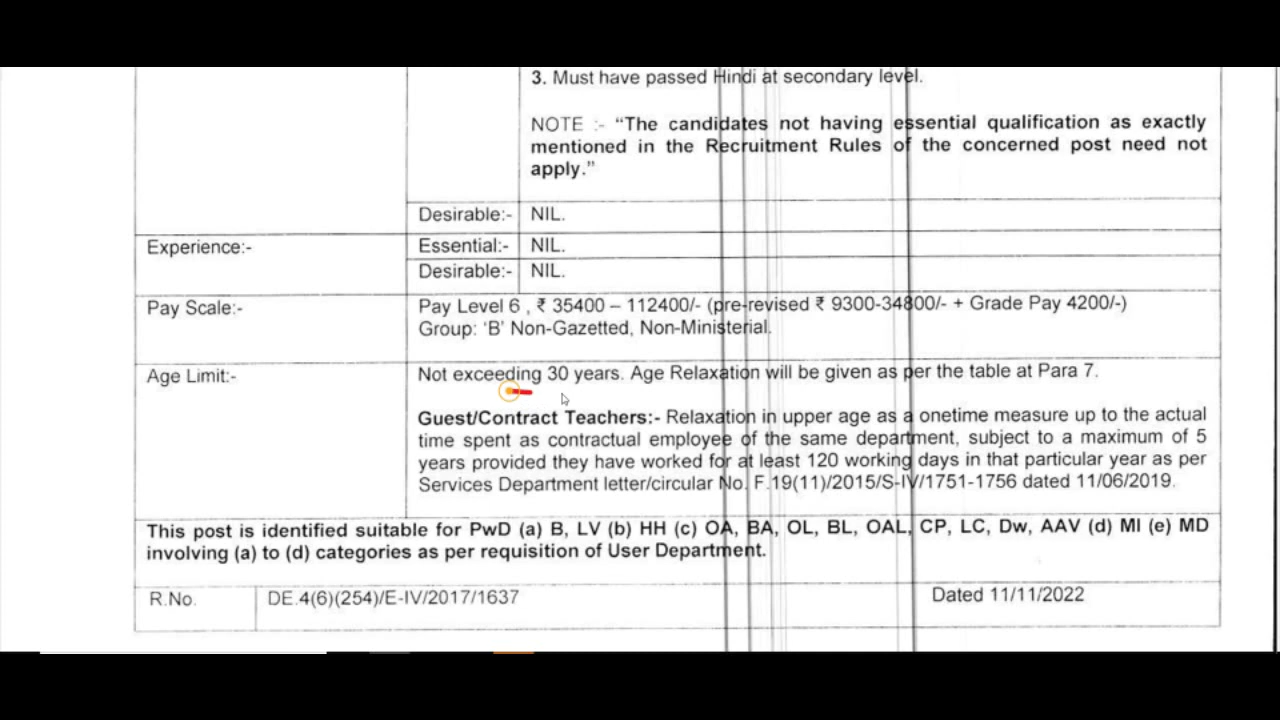 3. Must have passed Hindi at secondary level.
NOTE :- “The candidates not having essential qualification as exactly
mentioned in the Recruitment Rules of the concerned post need not
apply.”
Desirable:- NIL.
Experience:- Essential:- NIL.
Desirable:- NIL.
Pay Scale:- Pay Level 6 , ₹ 35400 – 112400/- (pre-revised ₹ 9300-34800/- + Grade Pay 4200/-)
Group: ‘B’ Non-Gazetted, Non-Ministerial.
Age Limit:- Not exceeding 30 years. Age Relaxation will be given as per the table at Para 7.
Guest/Contract Teachers:- Relaxation in upper age as a onetime measure up to the actual
time spent as contractual employee of the same department, subject to a maximum of 5
years provided they have worked for at least 120 working days in that particular year as per
Services Department letter/circular No. F.19(11)/2015/S-IV/1751-1756 dated 11/06/2019.
This post is identified suitable for PwD (a) B, LV (b) HH (c) OA, BA, OL, BL, OAL, CP, LC, Dw, AAV (d) MI (e) MD
involving (a) to (d) categories as per requisition of User Department.
R.No. DE.4(6)(254)/E-IV/2017/1637 Dated 11/11/2022